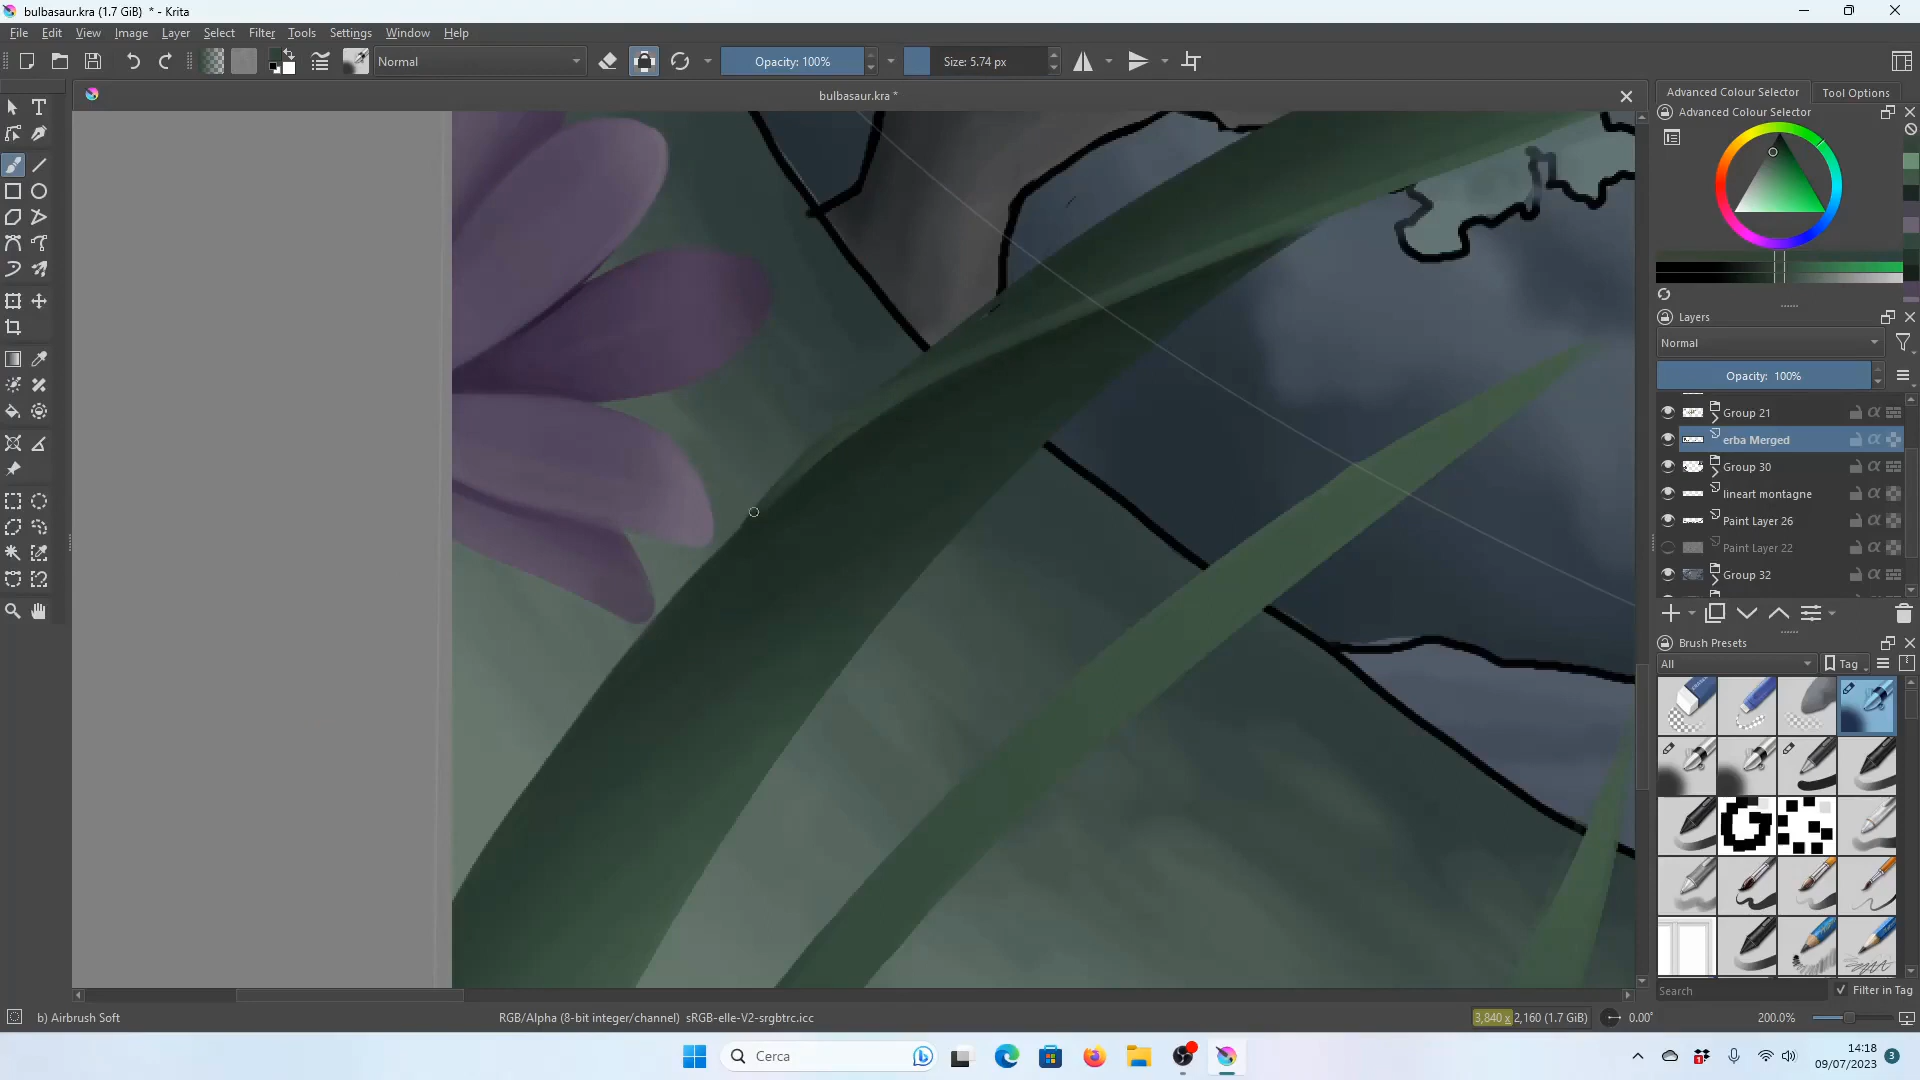 bulbasaur.kra (1.7 GiB) * - Krita
File Edit View Image Layer Select Filter Tools Settings Window Help
Normal
Opacity: 100%
Size: 5.74 px
bulbasaur.kra *
Advanced Colour Selector
Tool Options
Advanced Colour Selector
Layers
Normal
Opacity: 100%
Group 21
erba Merged
Group 30
lineart montagne
Paint Layer 26
Paint Layer 22
Group 32
Brush Presets
All
Tag
Search
Filter in Tag
b) Airbrush Soft
RGB/Alpha (8-bit integer/channel) sRGB-elle-V2-srgbtrc.icc
3,840 x 2,160 (1.7 GiB)
0.00°
200.0%
Cerca
1
14:18
09/07/2023
3